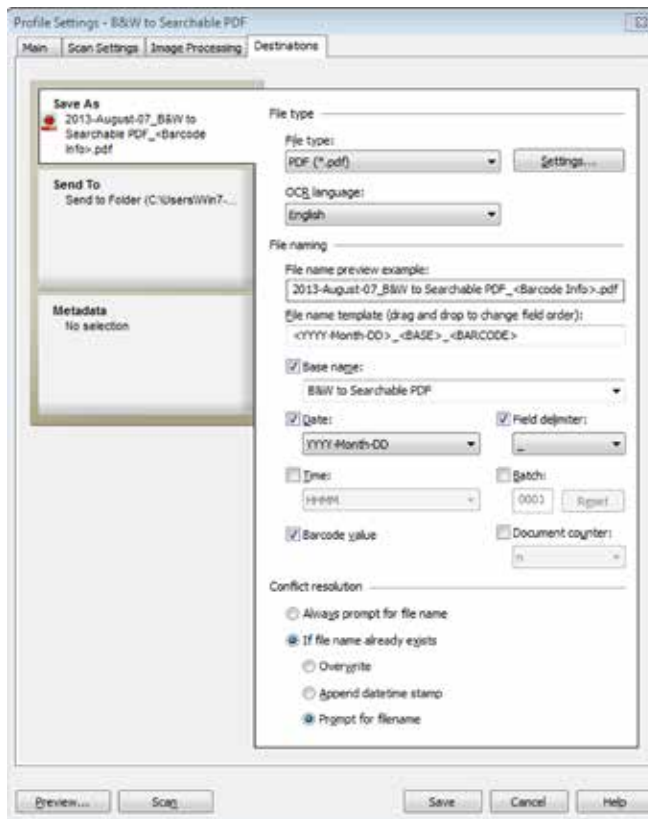 Profile Settings - B&W to Searchable PDF
Main
Scan Settings
Image Processing
Destinations
Save As
2013-August-07_B&W to
Searchable PDF_<Barcode
Info>.pdf
Send To
Send to Folder (C:\Users\Win7-...
Metadata
No selection
File type
File type:
PDF (*.pdf)
Settings...
OCR language:
English
File naming
File name preview example:
2013-August-07_B&W to Searchable PDF_<Barcode Info>.pdf
File name template (drag and drop to change field order):
<YYYY-Month-DD>_<BASE>_<BARCODE>
Base name:
B&W to Searchable PDF
Date:
Field delimiter:
YYYY-Month-DD
_
Time:
Batch:
HHMM
0001
Reset
Barcode value
Document counter:
n
Conflict resolution
Always prompt for file name
If file name already exists
Overwrite
Append datetime stamp
Prompt for filename
Preview...
Scan
Save
Cancel
Help